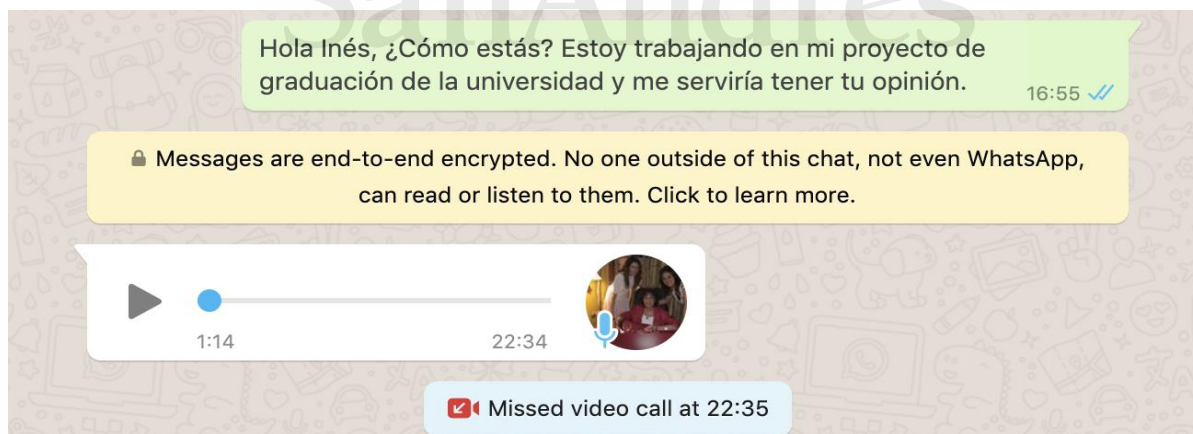 SanAndrés
Hola Inés, ¿Cómo estás? Estoy trabajando en mi proyecto de
graduación de la universidad y me serviría tener tu opinión.
16:55
Messages are end-to-end encrypted. No one outside of this chat, not even WhatsApp,
can read or listen to them. Click to learn more.
1:14 22:34
Missed video call at 22:35